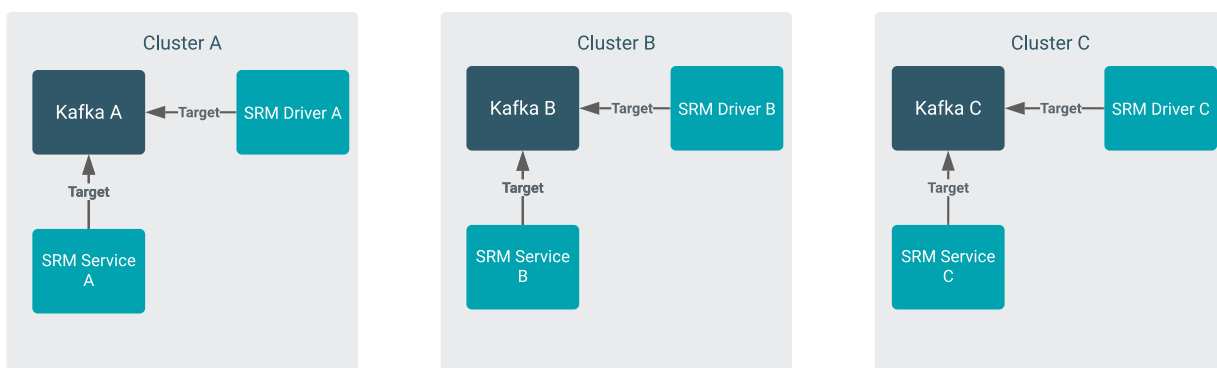 Cluster A
Kafka A
Target
SRM Driver A
Target
SRM Service
A
Cluster B
Kafka B
Target
SRM Driver B
Target
SRM Service
B
Cluster C
Kafka C
Target
SRM Driver C
Target
SRM Service
C